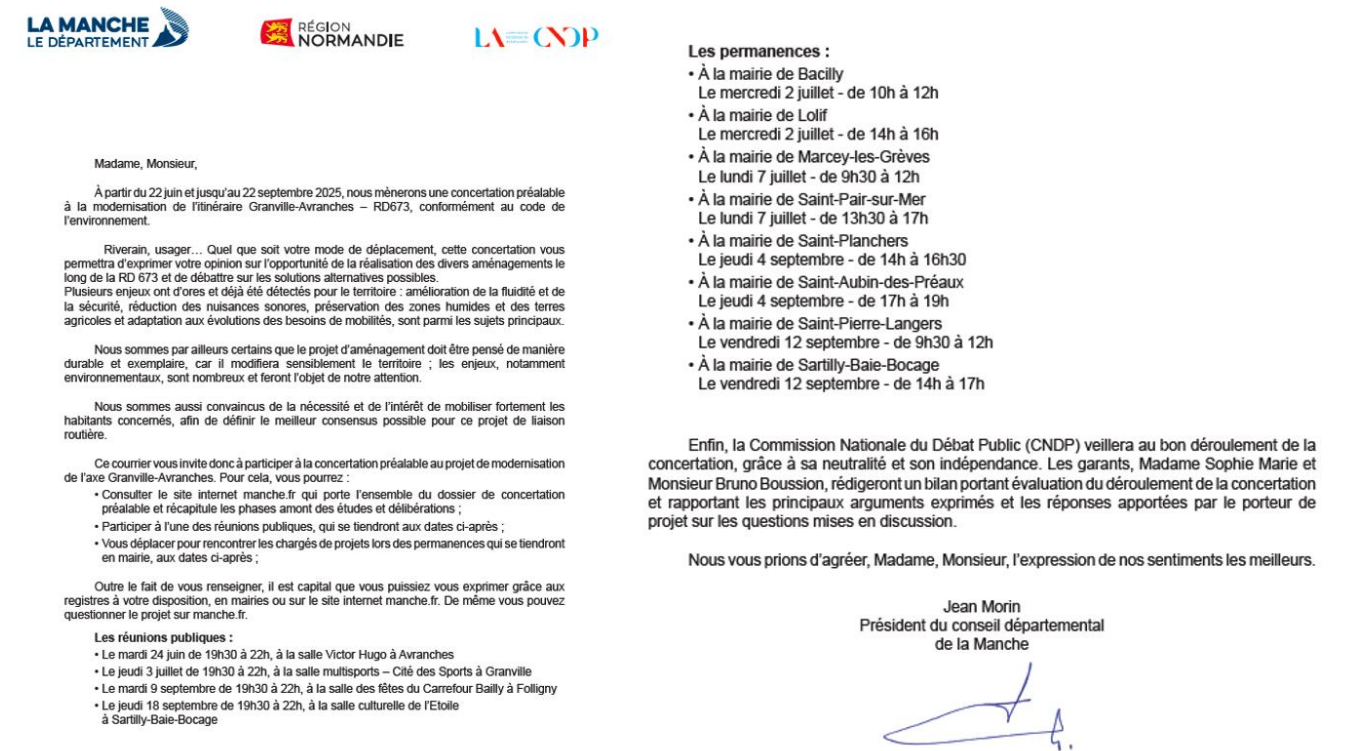 LA MANCHE
LE DÉPARTEMENT
RÉGION
NORMANDIE
LA CNDP
Madame, Monsieur,
À partir du 22 juin et jusqu'au 22 septembre 2025, nous mènerons une concertation préalable
à la modernisation de l'itinéraire Granville-Avranches – RD673, conformément au code de
l'environnement.
Riverain, usager… Quel que soit votre mode de déplacement, cette concertation vous
permettra d'exprimer votre opinion sur l'opportunité de la réalisation des divers aménagements le
long de la RD 673 et de débattre sur les solutions alternatives possibles.
Plusieurs enjeux ont d'ores et déjà été détectés pour le territoire : amélioration de la fluidité et de
la sécurité, réduction des nuisances sonores, préservation des zones humides et des terres
agricoles et adaptation aux évolutions des besoins de mobilités, sont parmi les sujets principaux.
Nous sommes par ailleurs certains que le projet d'aménagement doit être pensé de manière
durable et exemplaire, car il modifiera sensiblement le territoire ; les enjeux, notamment
environnementaux, sont nombreux et feront l'objet de notre attention.
Nous sommes aussi convaincus de la nécessité et de l'intérêt de mobiliser fortement les
habitants concernés, afin de définir le meilleur consensus possible pour ce projet de liaison
routière.
Ce courrier vous invite donc à participer à la concertation préalable au projet de modernisation
de l'axe Granville-Avranches. Pour cela, vous pourrez :
• Consulter le site internet manche.fr qui porte l'ensemble du dossier de concertation
préalable et récapitule les phases amont des études et délibérations ;
• Participer à l'une des réunions publiques, qui se tiendront aux dates ci-après ;
• Vous déplacer pour rencontrer les chargés de projets lors des permanences qui se tiendront
en mairie, aux dates ci-après ;
Outre le fait de vous renseigner, il est capital que vous puissiez vous exprimer grâce aux
registres à votre disposition, en mairies ou sur le site internet manche.fr. De même vous pouvez
questionner le projet sur manche.fr.
Les réunions publiques :
• Le mardi 24 juin de 19h30 à 22h, à la salle Victor Hugo à Avranches
• Le jeudi 3 juillet de 19h30 à 22h, à la salle multisports – Cité des Sports à Granville
• Le mardi 9 septembre de 19h30 à 22h, à la salle des fêtes du Carrefour Bailly à Folligny
• Le jeudi 18 septembre de 19h30 à 22h, à la salle culturelle de l'Etoile
à Sartilly-Baie-Bocage
Les permanences :
• À la mairie de Bacilly
Le mercredi 2 juillet - de 10h à 12h
• À la mairie de Lolif
Le mercredi 2 juillet - de 14h à 16h
• À la mairie de Marcey-les-Grèves
Le lundi 7 juillet - de 9h30 à 12h
• À la mairie de Saint-Pair-sur-Mer
Le lundi 7 juillet - de 13h30 à 17h
• À la mairie de Saint-Planchers
Le jeudi 4 septembre - de 14h à 16h30
• À la mairie de Saint-Aubin-des-Préaux
Le jeudi 4 septembre - de 17h à 19h
• À la mairie de Saint-Pierre-Langers
Le vendredi 12 septembre - de 9h30 à 12h
• À la mairie de Sartilly-Baie-Bocage
Le vendredi 12 septembre - de 14h à 17h
Enfin, la Commission Nationale du Débat Public (CNDP) veillera au bon déroulement de la
concertation, grâce à sa neutralité et son indépendance. Les garants, Madame Sophie Marie et
Monsieur Bruno Boussion, rédigeront un bilan portant évaluation du déroulement de la concertation
et rapportant les principaux arguments exprimés et les réponses apportées par le porteur de
projet sur les questions mises en discussion.
Nous vous prions d'agréer, Madame, Monsieur, l'expression de nos sentiments les meilleurs.
Jean Morin
Président du conseil départemental
de la Manche